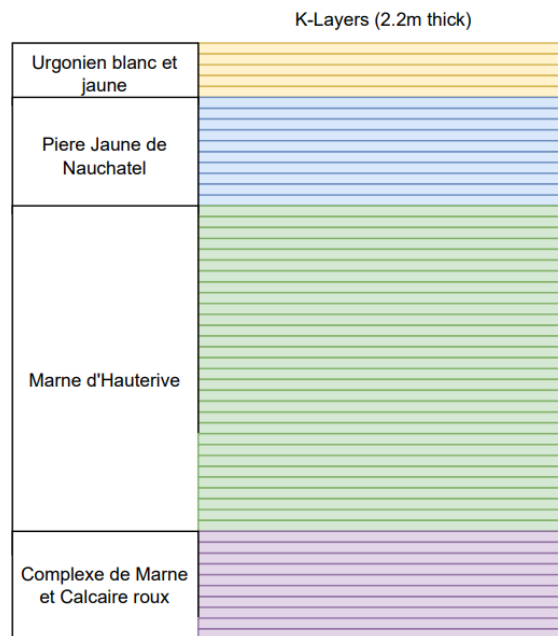 K-Layers (2.2m thick)
Urgonien blanc et
jaune
Piere Jaune de
Nauchatel
Marne d'Hauterive
Complexe de Marne
et Calcaire roux